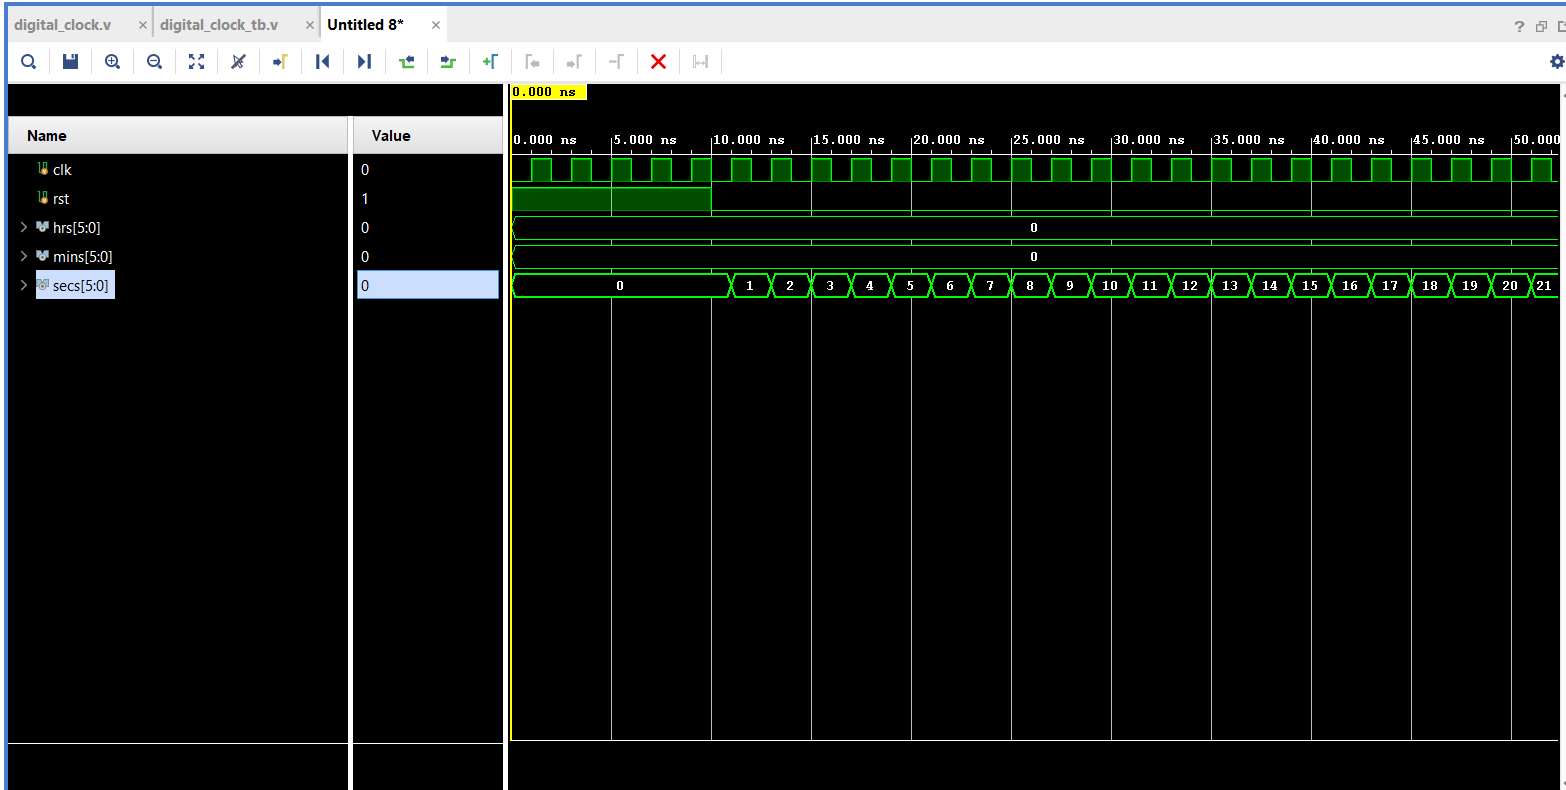 digital_clock.v × digital_clock_tb.v × Untitled 8* × ?
0.000 ns
Name Value
0.000 ns 5.000 ns 10.000 ns 15.000 ns 20.000 ns 25.000 ns 30.000 ns 35.000 ns 40.000 ns 45.000 ns 50.000
clk 0
rst 1
hrs[5:0] 0 0
mins[5:0] 0 0
secs[5:0] 0 0 1 2 3 4 5 6 7 8 9 10 11 12 13 14 15 16 17 18 19 20 21